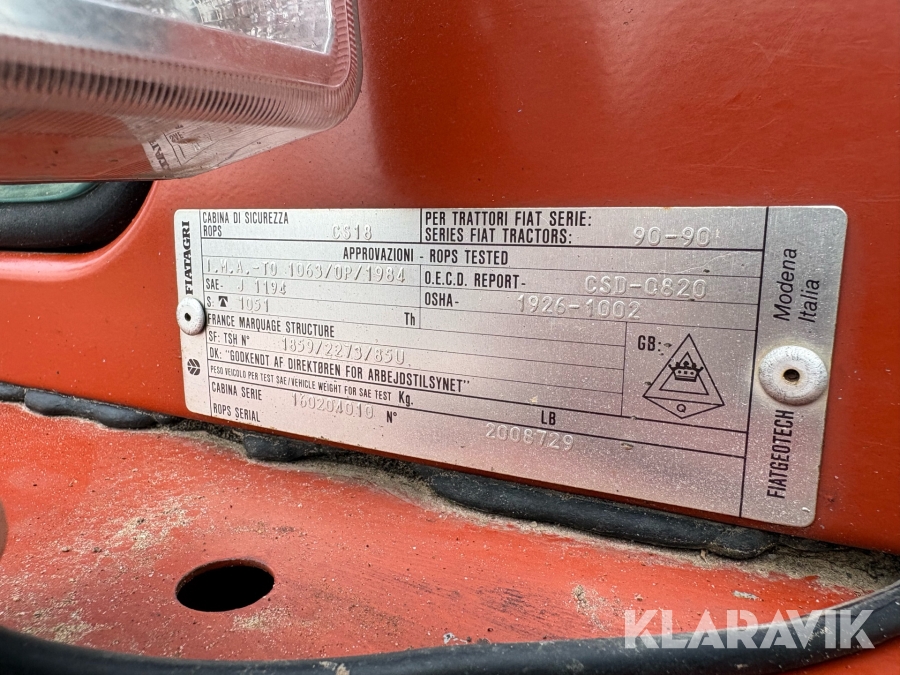 FIATAGRI
CABINA DI SICUREZZA
ROPS CS18
PER TRATTORI FIAT SERIE:
SERIES FIAT TRACTORS: 90-90
APPROVAZIONI - ROPS TESTED
I.M.A.-TO 1063/OP/1984
O.E.C.D. REPORT- CSD-0820
SAE- J 1194
OSHA- 1926-1002
S: T 1051 Th
FRANCE MARQUAGE STRUCTURE
SF: TSH N° 1859/2273/85U
DK: "GODKENDT AF DIREKTØREN FOR ARBEJDSTILSYNET"
GB:
Q
PESO VEICOLO PER TEST SAE/VEHICLE WEIGHT FOR SAE TEST Kg. LB
CABINA SERIE
ROPS SERIAL 160204010 N° 2008729
FIATGEOTECH
Modena
Italia
KLARAVIK